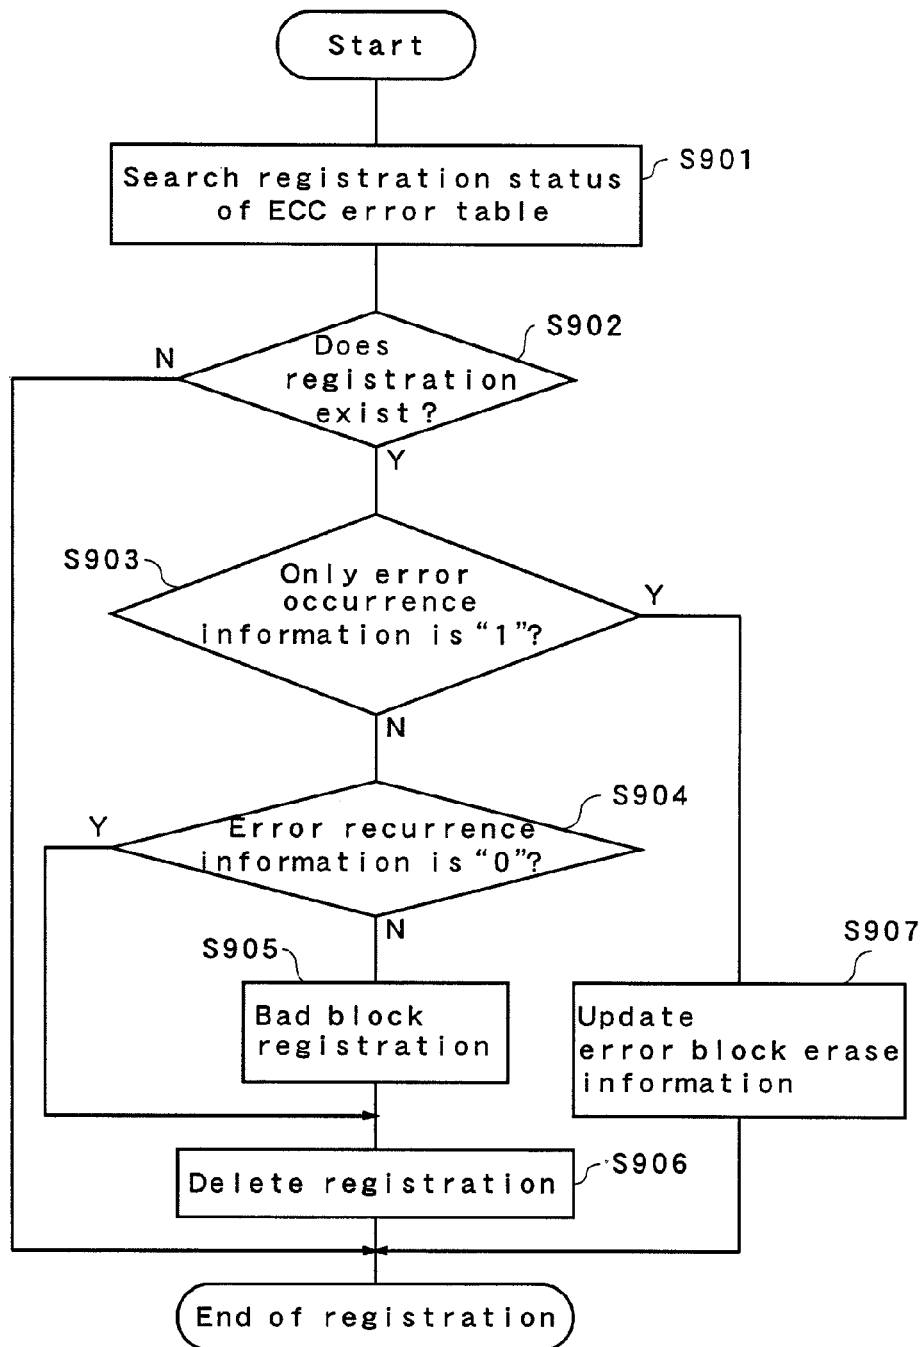 Start
S901
Search registration status
of ECC error table
S902
N
Does
registration
exist?
Y
S903
Only error
occurrence
information is “1”?
Y
N
S904
Y
Error recurrence
information is “0”?
N
S905
S907
Bad block
registration
Update
error block erase
information
S906
Delete registration
End of registration